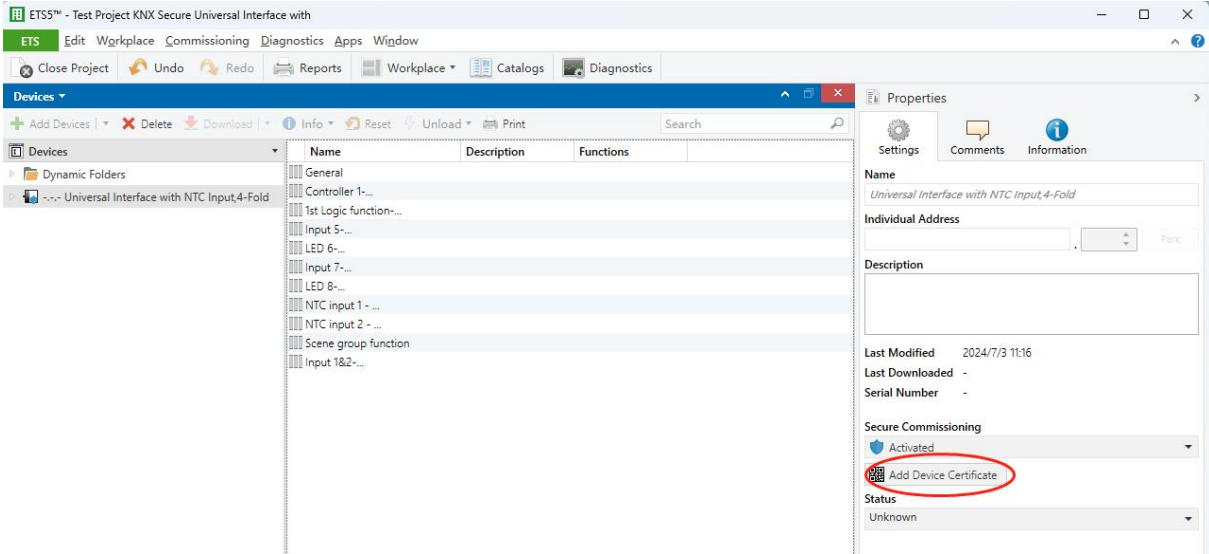 ETS5™ - Test Project KNX Secure Universal Interface with
ETS Edit Workplace Commissioning Diagnostics Apps Window
Close Project Undo Redo Reports Workplace Catalogs Diagnostics
Devices
Add Devices Delete Download Info Reset Unload Print Search
Devices
Dynamic Folders
-.-.- Universal Interface with NTC Input,4-Fold
Name Description Functions
General
Controller 1-...
1st Logic function-...
Input 5-...
LED 6-...
Input 7-...
LED 8-...
NTC input 1 - ...
NTC input 2 - ...
Scene group function
Input 1&2-...
Properties
Settings Comments Information
Name
Universal Interface with NTC Input,4-Fold
Individual Address
. Park
Description
Last Modified 2024/7/3 11:16
Last Downloaded -
Serial Number -
Secure Commissioning
Activated
Add Device Certificate
Status
Unknown